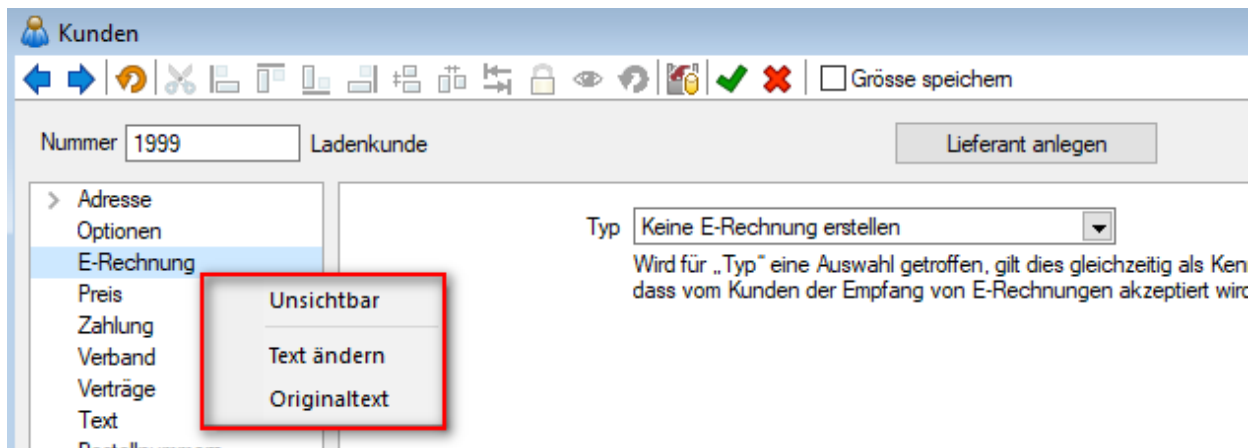 Kunden
Grösse speichern
Nummer 1999 Ladenkunde Lieferant anlegen
Adresse
Optionen
E-Rechnung
Preis
Zahlung
Verband
Verträge
Text
Unsichtbar
Text ändern
Originaltext
Typ Keine E-Rechnung erstellen
Wird für „Typ“ eine Auswahl getroffen, gilt dies gleichzeitig als
dass vom Kunden der Empfang von E-Rechnungen akzeptiert